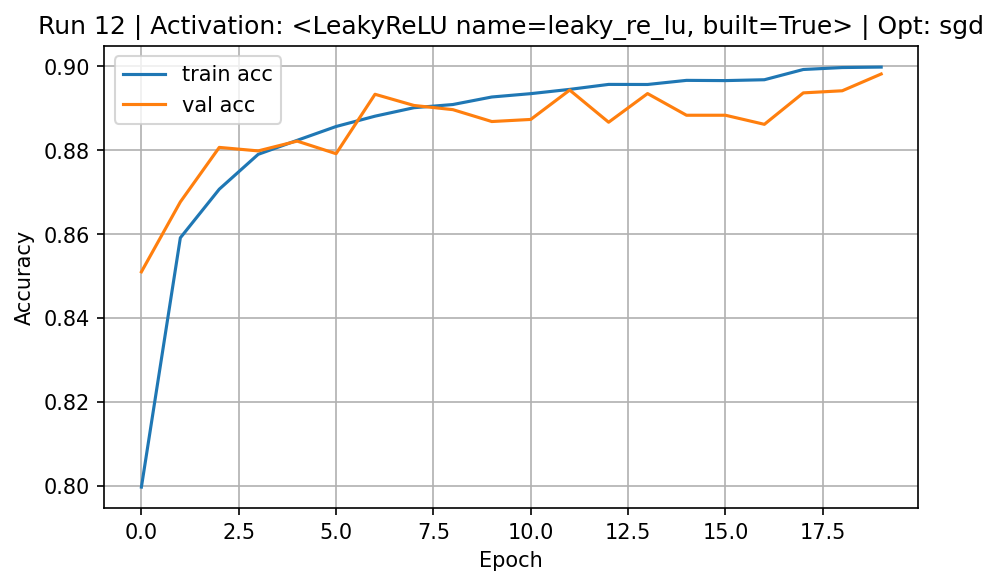 Run 12 | Activation: <LeakyReLU name=leaky_re_lu, built=True> | Opt: sgd
train acc
val acc
0.90
0.88
0.86
0.84
0.82
0.80
Accuracy
0.0 2.5 5.0 7.5 10.0 12.5 15.0 17.5
Epoch